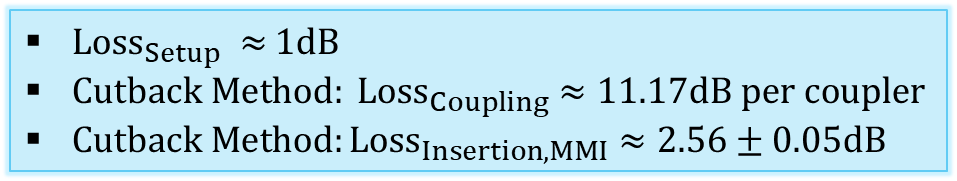 ▪ Loss_Setup ≈ 1dB
▪ Cutback Method: Loss_Coupling ≈ 11.17dB per coupler
▪ Cutback Method: Loss_Insertion,MMI ≈ 2.56 ± 0.05dB